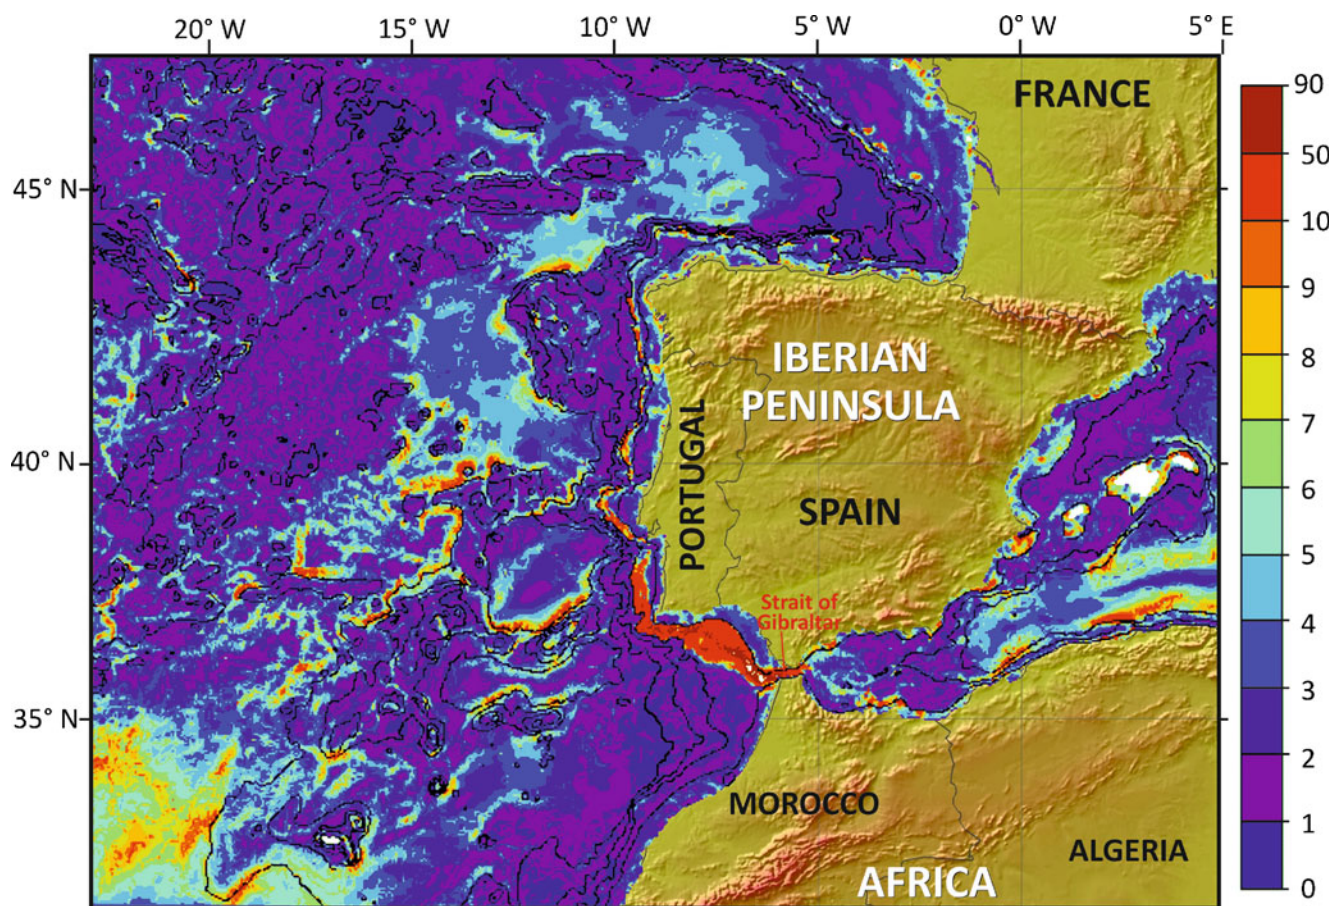 20° W 15° W 10° W 5° W 0° W 5° E
FRANCE
90
50
45° N
10
9
8
IBERIAN
PENINSULA
PORTUGAL
7
40° N
6
SPAIN
5
Strait of
Gibraltar
4
3
35° N
2
MOROCCO
1
ALGERIA
AFRICA
0